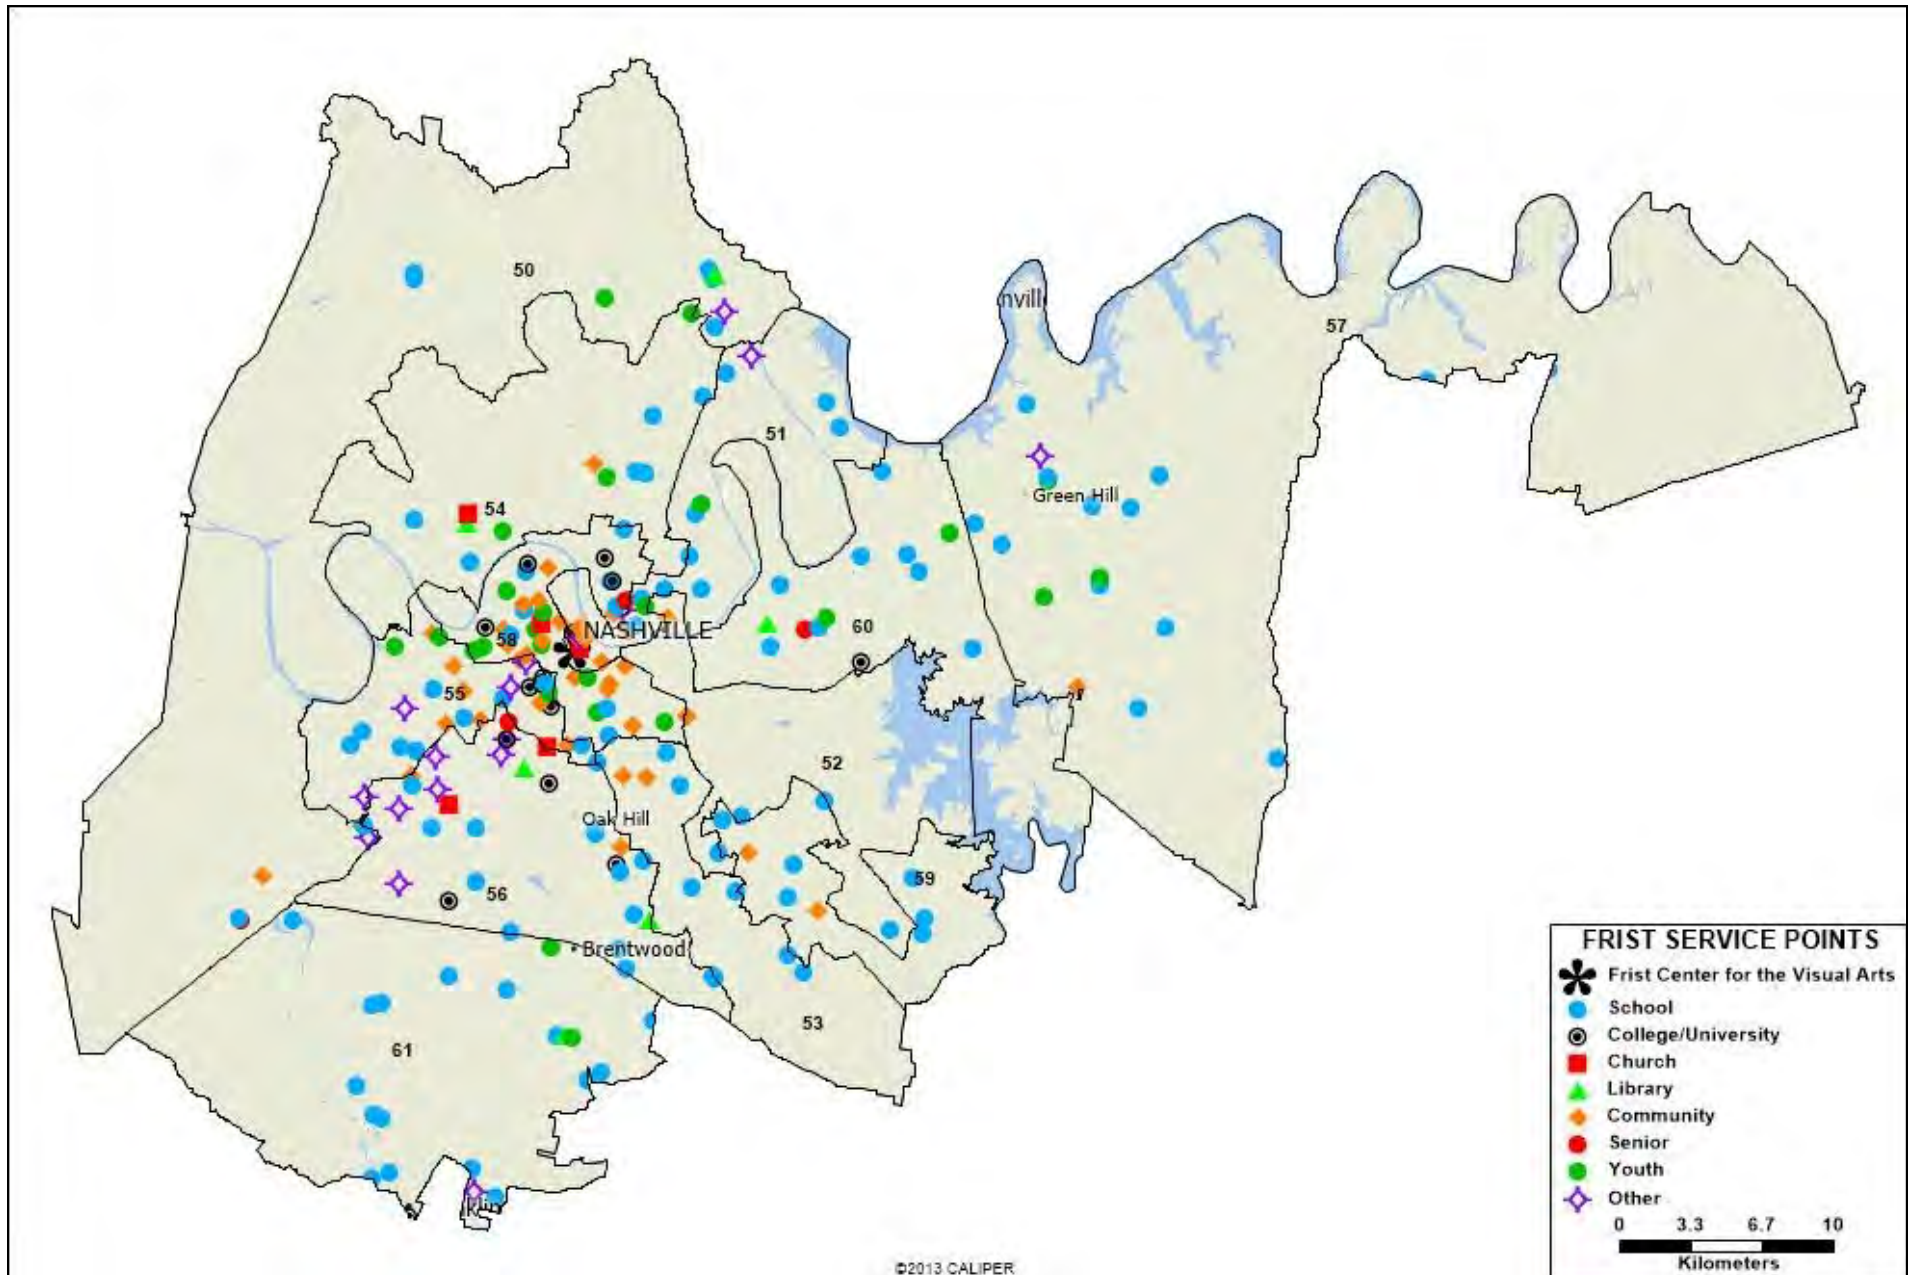 50
nvill
57
51
54
Green Hill
NASHVILLE
58
60
55
52
Oak Hill
59
56
Brentwood
53
61
klin
FRIST SERVICE POINTS
Frist Center for the Visual Arts
School
College/University
Church
Library
Community
Senior
Youth
Other
0 3.3 6.7 10
Kilometers
©2013 CALIPER